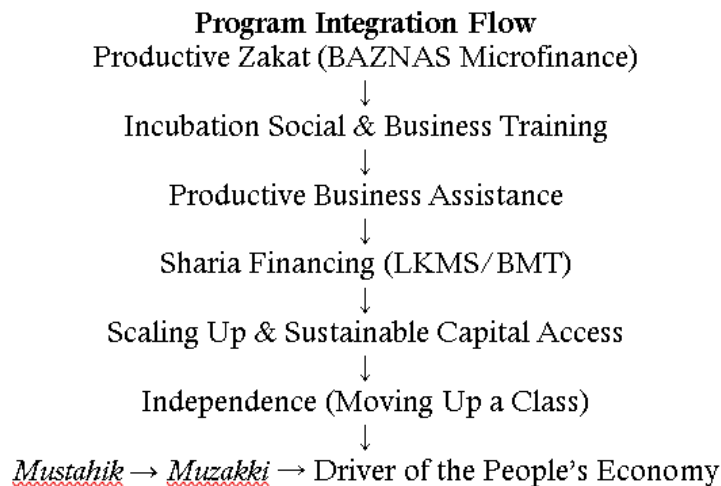 Program Integration Flow
Productive Zakat (BAZNAS Microfinance)
↓
Incubation Social & Business Training
↓
Productive Business Assistance
↓
Sharia Financing (LKMS/BMT)
↓
Scaling Up & Sustainable Capital Access
↓
Independence (Moving Up a Class)
↓
Mustahik → Muzakki → Driver of the People’s Economy